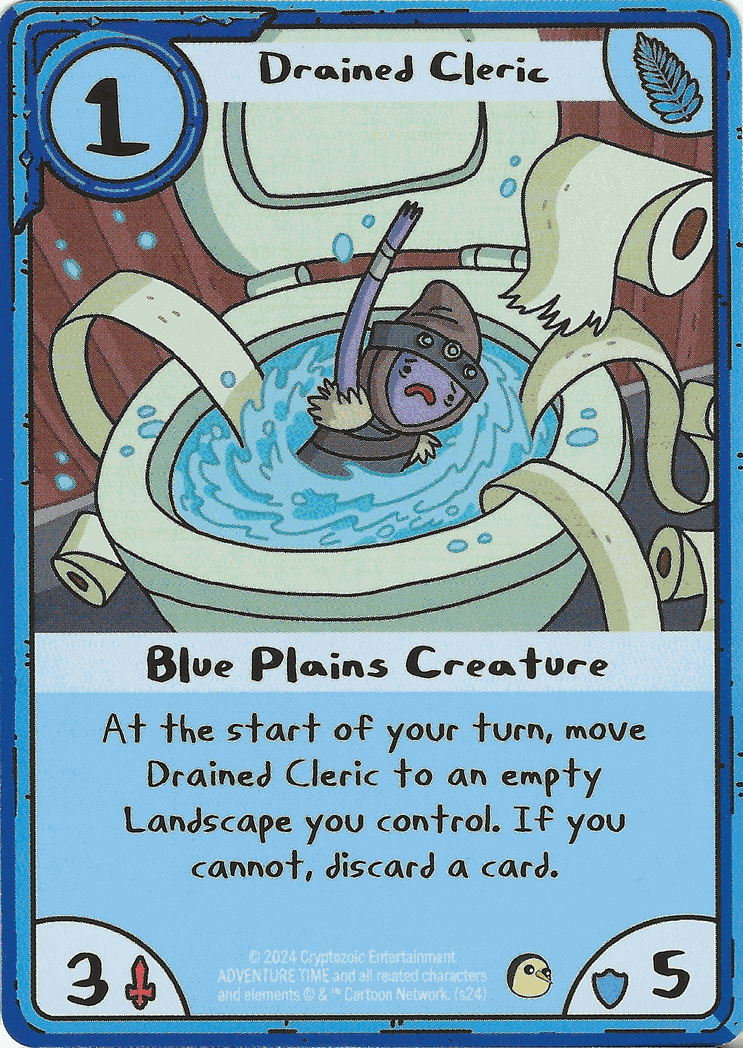 1
Drained Cleric
Blue Plains Creature
At the start of your turn, move
Drained Cleric to an empty
Landscape you control. If you
cannot, discard a card.
3
© 2024 Cryptozoic Entertainment
ADVENTURE TIME and all related characters
and elements © & ™ Cartoon Network. (s24)
5